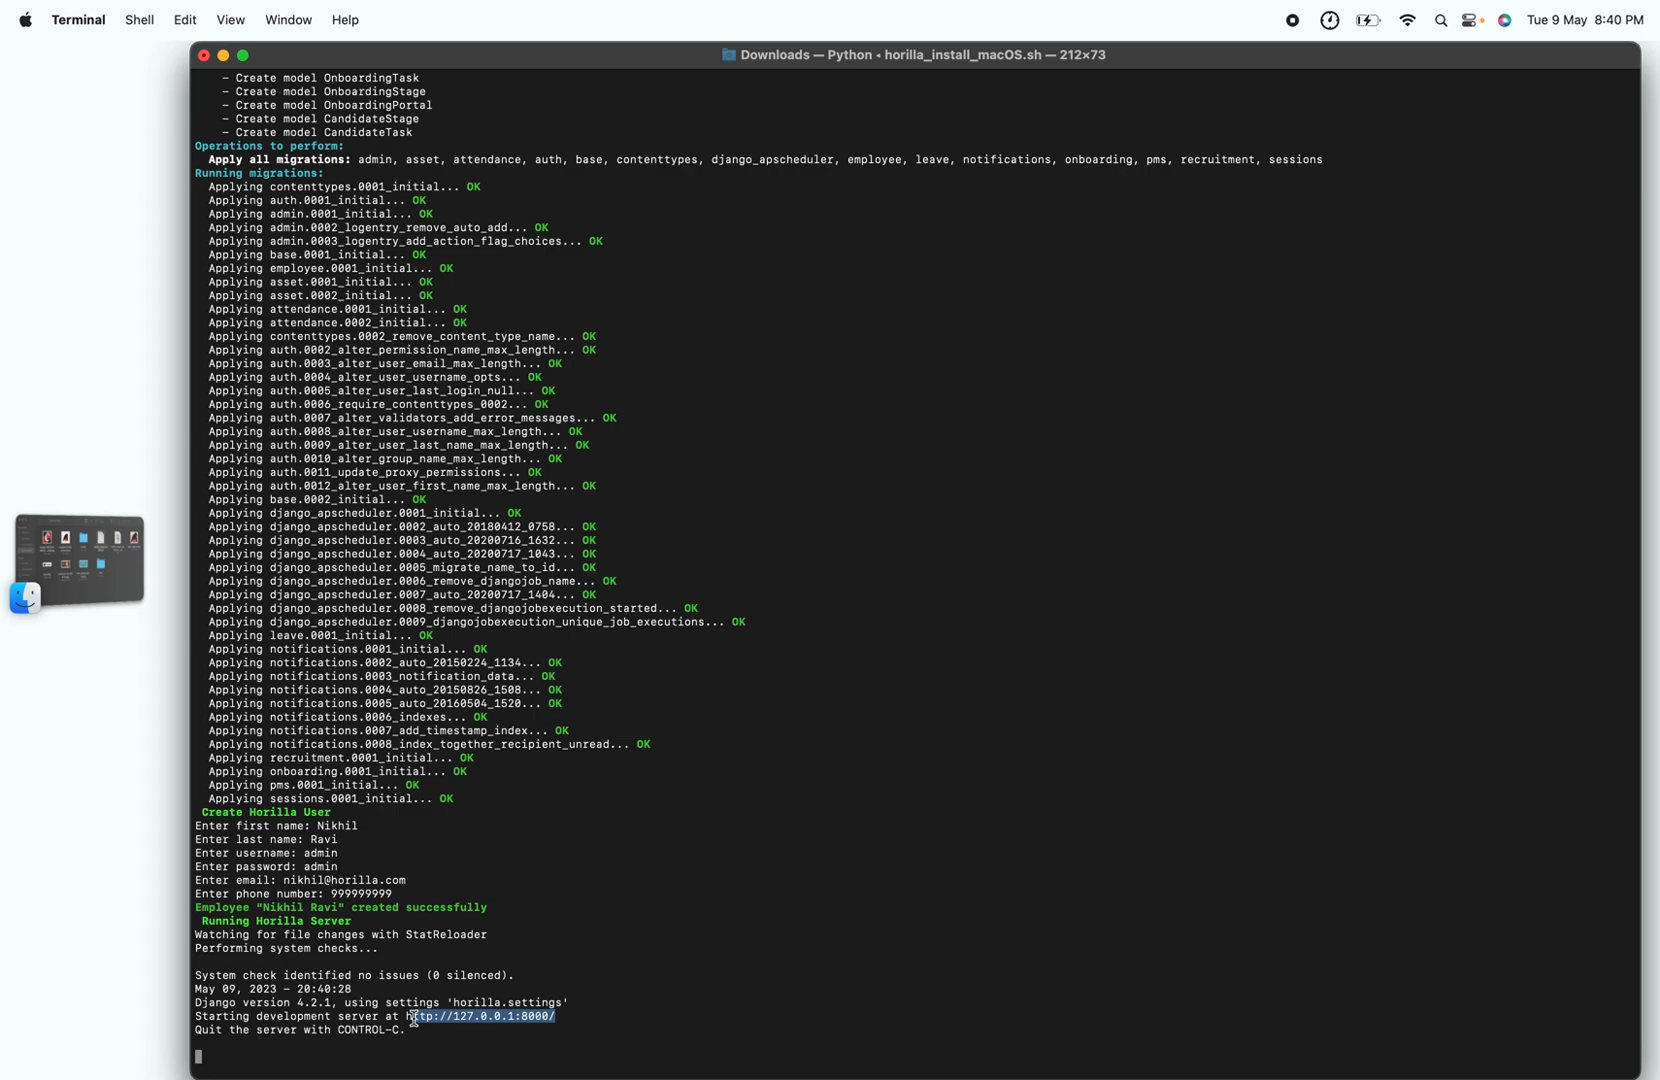 Terminal Shell Edit View Window Help Tue 9 May 8:40 PM
Downloads — Python ◂ horilla_install_macOS.sh — 212×73
- Create model OnboardingTask
- Create model OnboardingStage
- Create model OnboardingPortal
- Create model CandidateStage
- Create model CandidateTask
Operations to perform:
Apply all migrations: admin, asset, attendance, auth, base, contenttypes, django_apscheduler, employee, leave, notifications, onboarding, pms, recruitment, sessions
Running migrations:
Applying contenttypes.0001_initial... OK
Applying auth.0001_initial... OK
Applying admin.0001_initial... OK
Applying admin.0002_logentry_remove_auto_add... OK
Applying admin.0003_logentry_add_action_flag_choices... OK
Applying base.0001_initial... OK
Applying employee.0001_initial... OK
Applying asset.0001_initial... OK
Applying asset.0002_initial... OK
Applying attendance.0001_initial... OK
Applying attendance.0002_initial... OK
Applying contenttypes.0002_remove_content_type_name... OK
Applying auth.0002_alter_permission_name_max_length... OK
Applying auth.0003_alter_user_email_max_length... OK
Applying auth.0004_alter_user_username_opts... OK
Applying auth.0005_alter_user_last_login_null... OK
Applying auth.0006_require_contenttypes_0002... OK
Applying auth.0007_alter_validators_add_error_messages... OK
Applying auth.0008_alter_user_username_max_length... OK
Applying auth.0009_alter_user_last_name_max_length... OK
Applying auth.0010_alter_group_name_max_length... OK
Applying auth.0011_update_proxy_permissions... OK
Applying auth.0012_alter_user_first_name_max_length... OK
Applying base.0002_initial... OK
Applying django_apscheduler.0001_initial... OK
Applying django_apscheduler.0002_auto_20180412_0758... OK
Applying django_apscheduler.0003_auto_20200716_1632... OK
Applying django_apscheduler.0004_auto_20200717_1043... OK
Applying django_apscheduler.0005_migrate_name_to_id... OK
Applying django_apscheduler.0006_remove_djangojob_name... OK
Applying django_apscheduler.0007_auto_20200717_1404... OK
Applying django_apscheduler.0008_remove_djangojobexecution_started... OK
Applying django_apscheduler.0009_djangojobexecution_unique_job_executions... OK
Applying leave.0001_initial... OK
Applying notifications.0001_initial... OK
Applying notifications.0002_auto_20150224_1134... OK
Applying notifications.0003_notification_data... OK
Applying notifications.0004_auto_20150826_1508... OK
Applying notifications.0005_auto_20160504_1520... OK
Applying notifications.0006_indexes... OK
Applying notifications.0007_add_timestamp_index... OK
Applying notifications.0008_index_together_recipient_unread... OK
Applying recruitment.0001_initial... OK
Applying onboarding.0001_initial... OK
Applying pms.0001_initial... OK
Applying sessions.0001_initial... OK
Create Horilla User
Enter first name: Nikhil
Enter last name: Ravi
Enter username: admin
Enter password: admin
Enter email: nikhil@horilla.com
Enter phone number: 999999999
Employee "Nikhil Ravi" created successfully
Running Horilla Server
Watching for file changes with StatReloader
Performing system checks...
System check identified no issues (0 silenced).
May 09, 2023 - 20:40:28
Django version 4.2.1, using settings 'horilla.settings'
Starting development server at http://127.0.0.1:8000/
Quit the server with CONTROL-C.